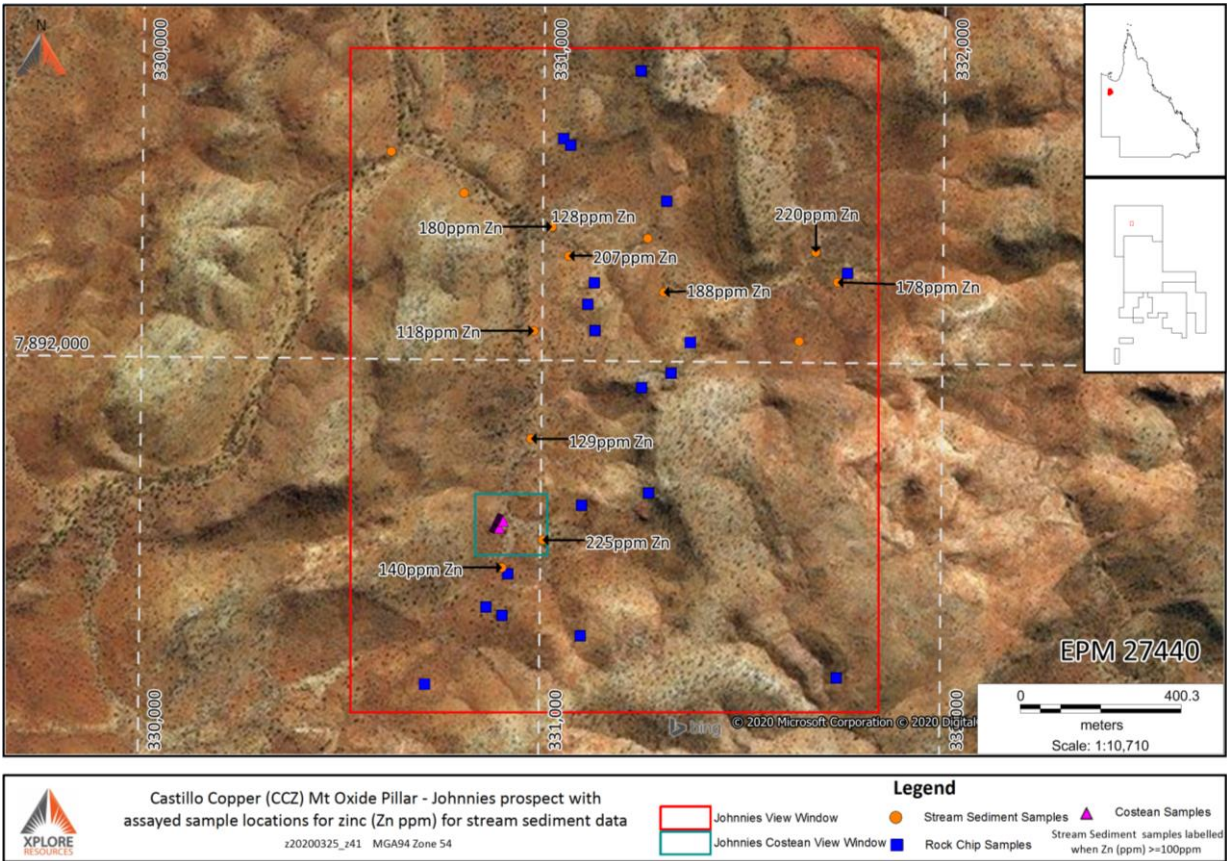 330,000
331,000
332,000
N
128ppm Zn
180ppm Zn
220ppm Zn
207ppm Zn
188ppm Zn
178ppm Zn
118ppm Zn
7,892,000
129ppm Zn
225ppm Zn
140ppm Zn
EPM 27440
330,000
331,000
0 400.3
meters
Scale: 1:10,710
bing © 2020 Microsoft Corporation © 2020 Digital
XPLORE
RESOURCES
Castillo Copper (CCZ) Mt Oxide Pillar - Johnnies prospect with
assayed sample locations for zinc (Zn ppm) for stream sediment data
z20200325_z41 MGA94 Zone 54
Legend
Johnnies View Window
Johnnies Costean View Window
Stream Sediment Samples
Rock Chip Samples
Costean Samples
Stream Sediment samples labelled
when Zn (ppm) >=100ppm